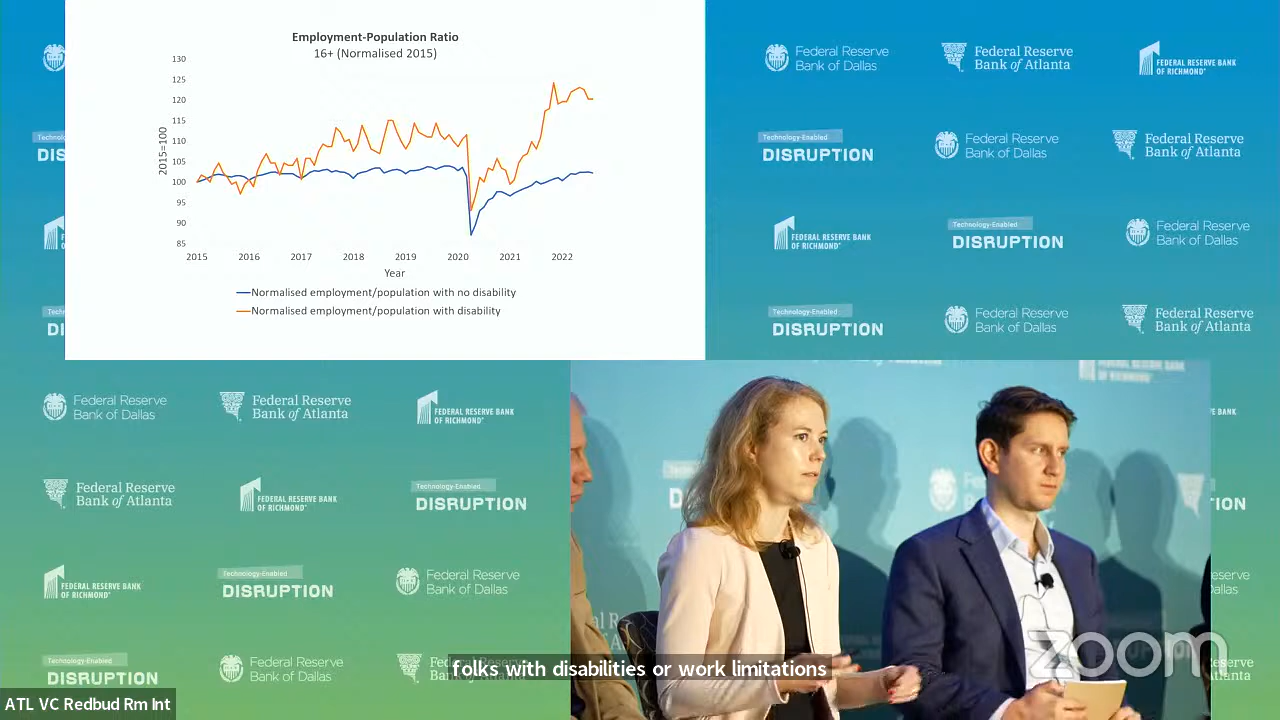 Employment-Population Ratio
16+ (Normalised 2015)
130
125
120
115
110
105
100
95
90
85
2015=100
2015 2016 2017 2018 2019 2020 2021 2022
Year
Normalised employment/population with no disability
Normalised employment/population with disability
Federal Reserve
Bank of Dallas
Federal Reserve
Bank of Atlanta
FEDERAL RESERVE BANK
OF RICHMOND
Technology-Enabled
DISRUPTION
Federal Reserve
Bank of Dallas
Federal Reserve
Bank of Atlanta
FEDERAL RESERVE BANK
OF RICHMOND
Technology-Enabled
DISRUPTION
Federal Reserve
Bank of Dallas
Technology-Enabled
DISRUPTION
Federal Reserve
Bank of Dallas
Federal Reserve
Bank of Atlanta
Federal Reserve
Bank of Dallas
Federal Reserve
Bank of Atlanta
FEDERAL RESERVE BANK
OF RICHMOND
Federal Reserve
Bank of Atlanta
FEDERAL RESERVE BANK
OF RICHMOND
Technology-Enabled
DISRUPTION
FEDERAL RESERVE BANK
OF RICHMOND
Technology-Enabled
DISRUPTION
Federal Reserve
Bank of Dallas
Technology-Enabled
DISRUPTION
Federal Reserve
Bank of Dallas
zoom
folks with disabilities or work limitations
ATL VC Redbud Rm Int